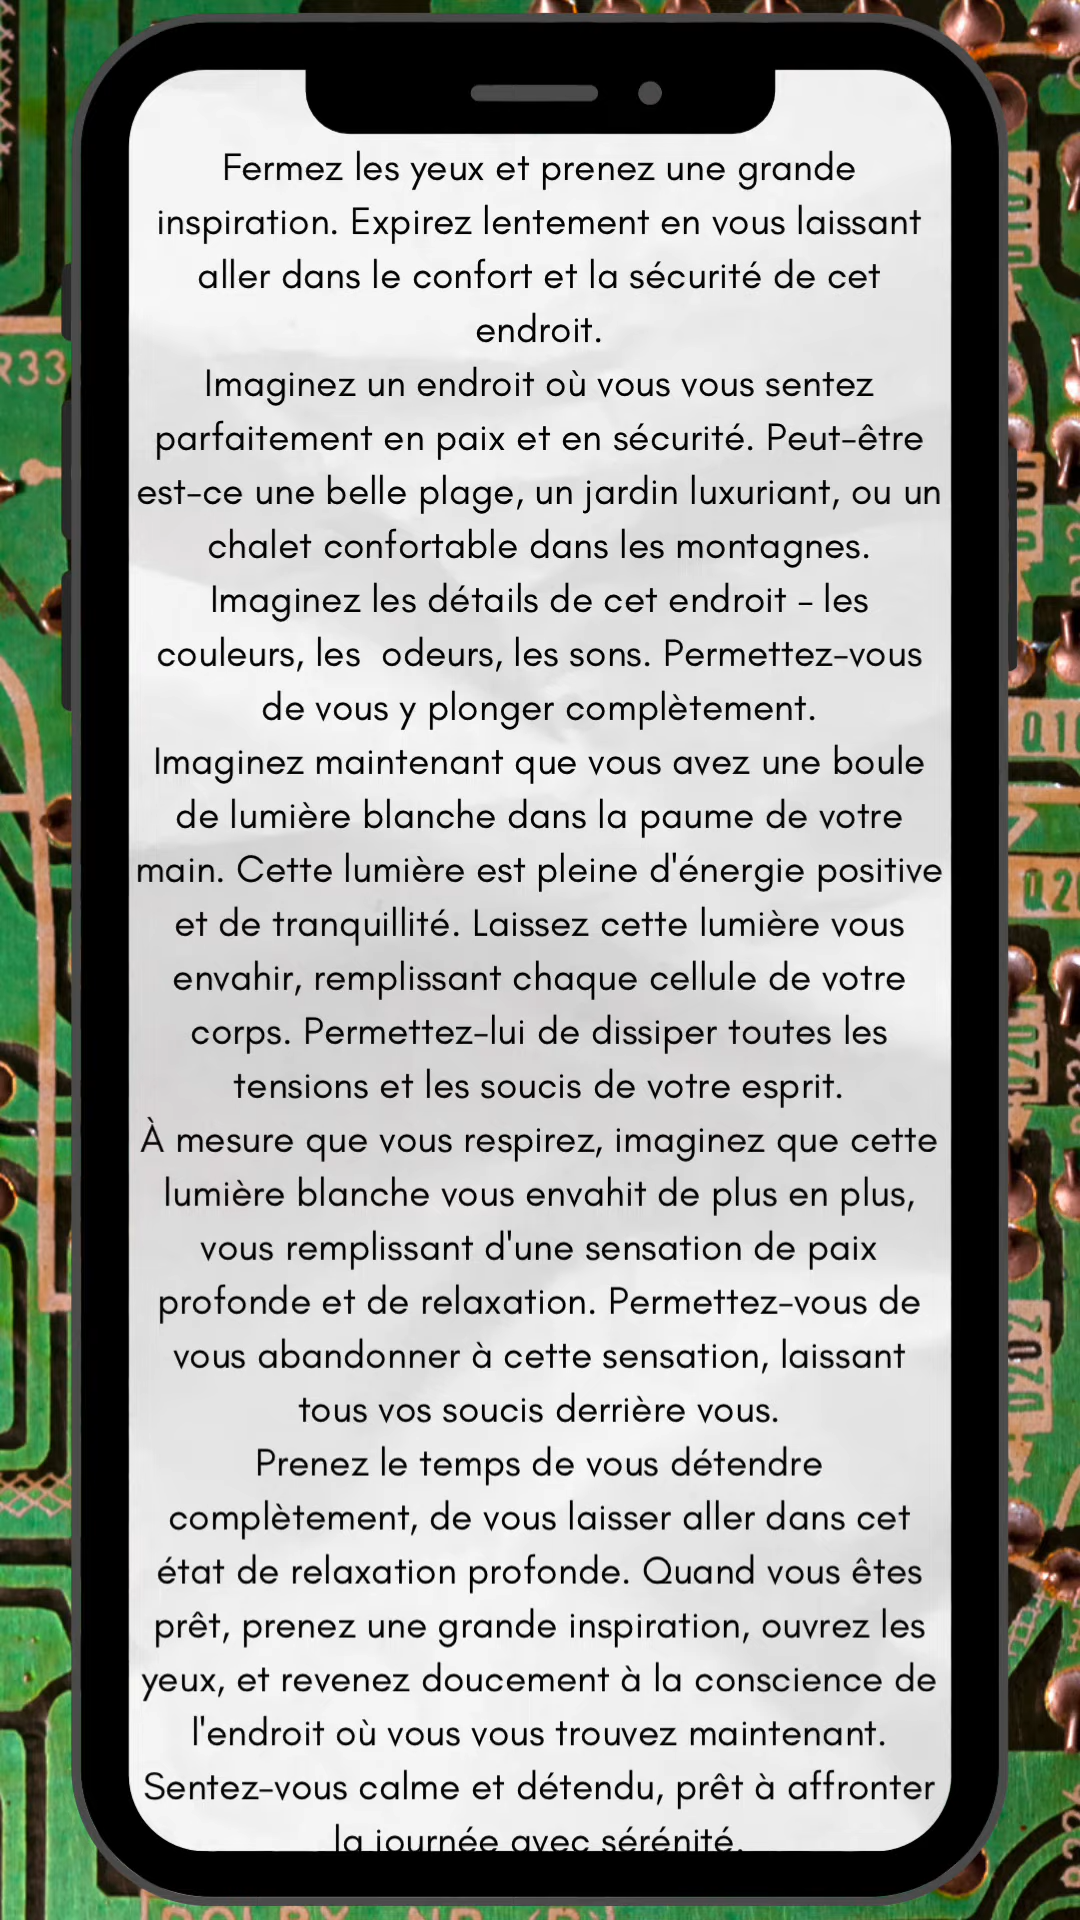 Fermez les yeux et prenez une grande
inspiration. Expirez lentement en vous laissant
aller dans le confort et la sécurité de cet
endroit.
Imaginez un endroit où vous vous sentez
parfaitement en paix et en sécurité. Peut-être
est-ce une belle plage, un jardin luxuriant, ou un
chalet confortable dans les montagnes.
Imaginez les détails de cet endroit - les
couleurs, les  odeurs, les sons. Permettez-vous
de vous y plonger complètement.
Imaginez maintenant que vous avez une boule
de lumière blanche dans la paume de votre
main. Cette lumière est pleine d'énergie positive
et de tranquillité. Laissez cette lumière vous
envahir, remplissant chaque cellule de votre
corps. Permettez-lui de dissiper toutes les
tensions et les soucis de votre esprit.
À mesure que vous respirez, imaginez que cette
lumière blanche vous envahit de plus en plus,
vous remplissant d'une sensation de paix
profonde et de relaxation. Permettez-vous de
vous abandonner à cette sensation, laissant
tous vos soucis derrière vous.
Prenez le temps de vous détendre
complètement, de vous laisser aller dans cet
état de relaxation profonde. Quand vous êtes
prêt, prenez une grande inspiration, ouvrez les
yeux, et revenez doucement à la conscience de
l'endroit où vous vous trouvez maintenant.
Sentez-vous calme et détendu, prêt à affronter
la journée avec sérénité.
R33